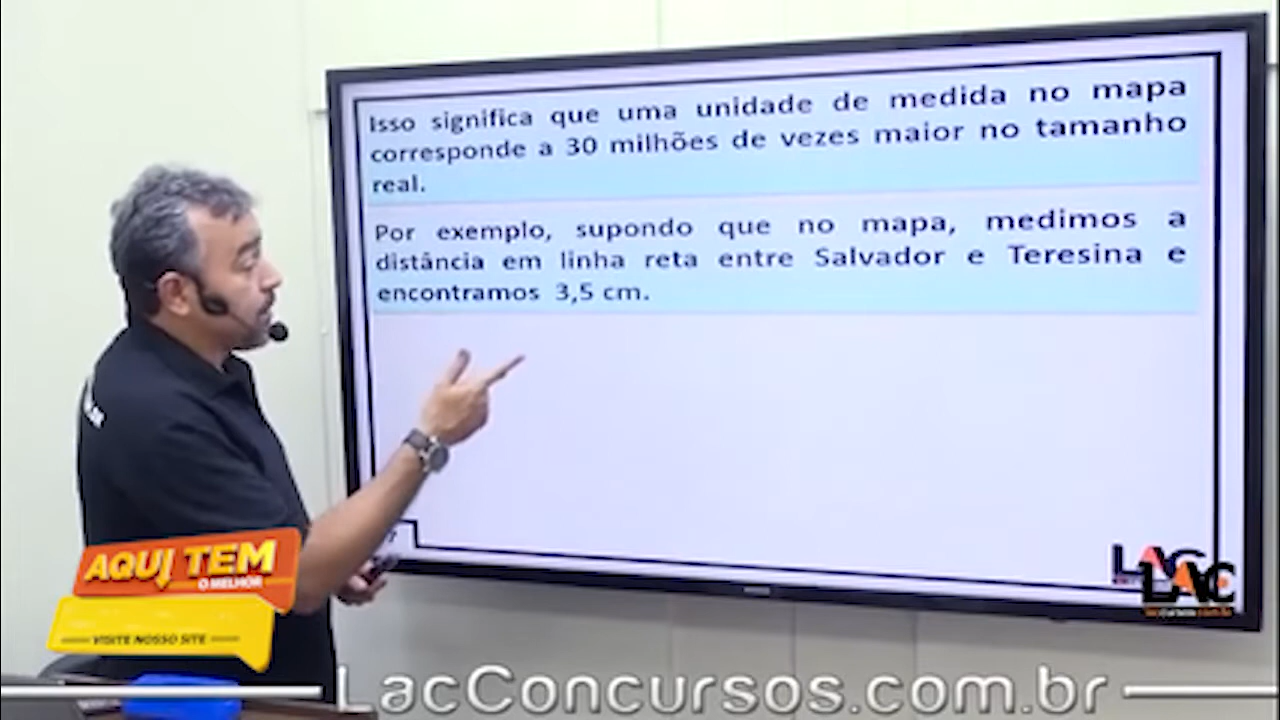 Isso significa que uma unidade de medida no mapa
corresponde a 30 milhões de vezes maior no tamanho
real.
Por exemplo, supondo que no mapa, medimos a
distância em linha reta entre Salvador e Teresina e
encontramos 3,5 cm.
AQUI TEM
O MELHOR
VISITE NOSSO SITE
LAC
LAC
LacConcursos.com.br